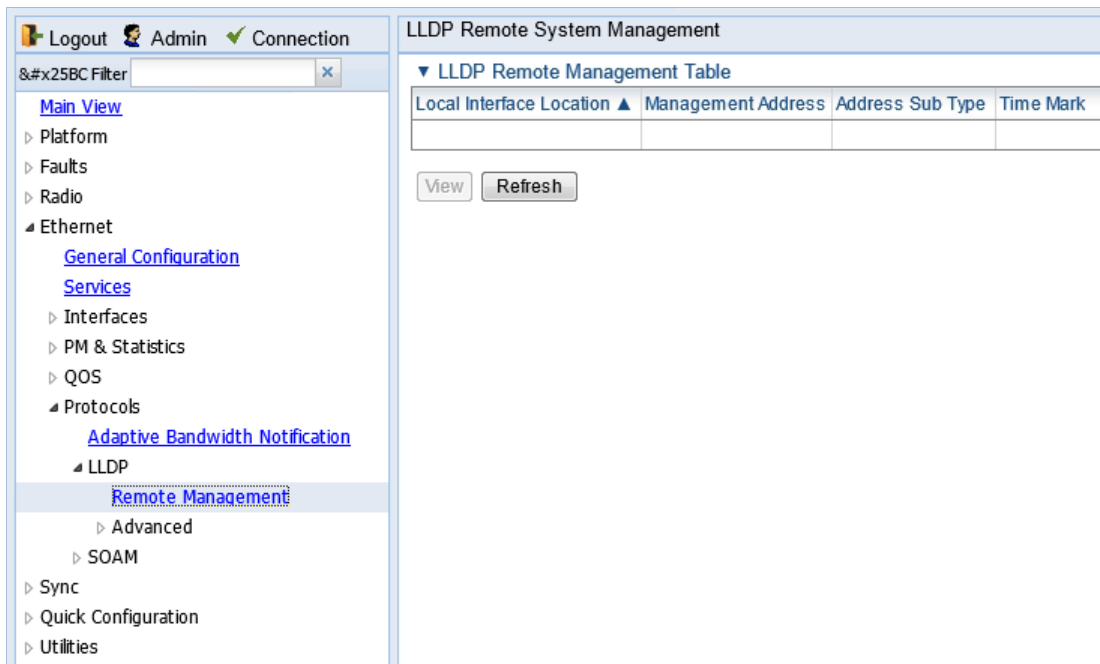 Logout Admin Connection
&#x25BC Filter
Main View
Platform
Faults
Radio
Ethernet
General Configuration
Services
Interfaces
PM & Statistics
QOS
Protocols
Adaptive Bandwidth Notification
LLDP
Remote Management
Advanced
SOAM
Sync
Quick Configuration
Utilities
LLDP Remote System Management
▼ LLDP Remote Management Table
Local Interface Location ▲ Management Address Address Sub Type Time Mark
View Refresh